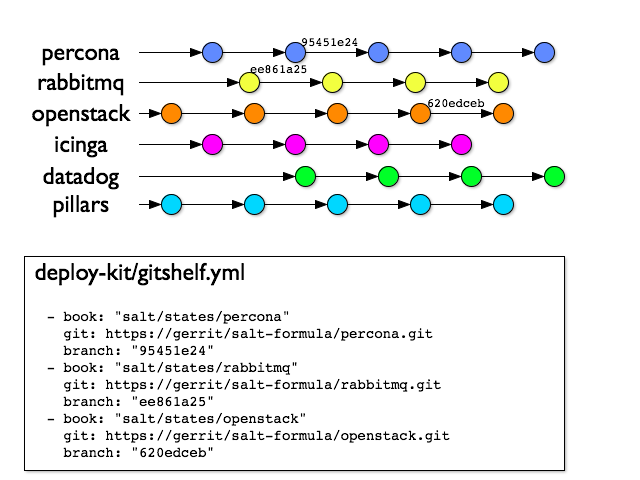 percona
95451e24
rabbitmq
ee861a25
openstack
620edceb
icinga
datadog
pillars
deploy-kit/gitshelf.yml
- book: "salt/states/percona"
git: https://gerrit/salt-formula/percona.git
branch: "95451e24"
- book: "salt/states/rabbitmq"
git: https://gerrit/salt-formula/rabbitmq.git
branch: "ee861a25"
- book: "salt/states/openstack"
git: https://gerrit/salt-formula/openstack.git
branch: "620edceb"